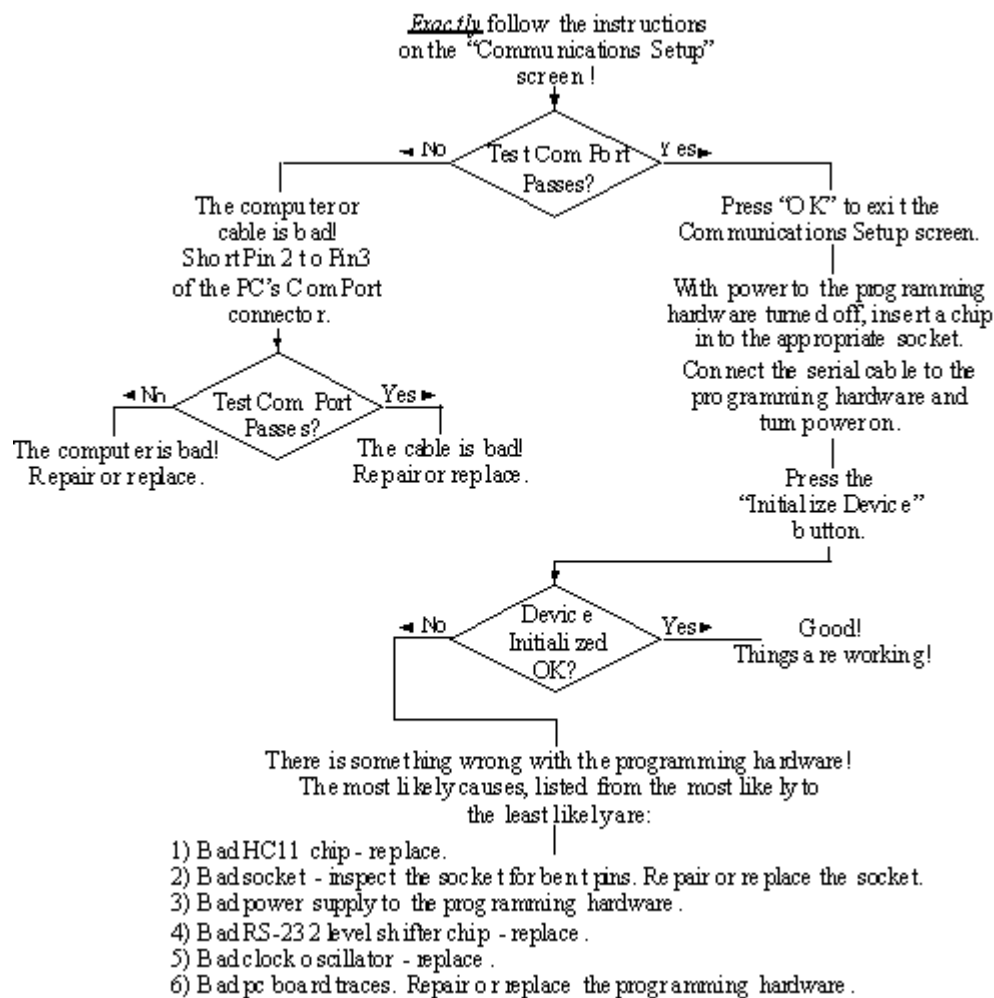 Exactly follow the instructions
on the “Communications Setup”
screen !
Test Com Port
Passes?
No
Yes
The computer or
cable is bad!
Short Pin 2 to Pin3
of the PC’s Com Port
connector.
Test Com Port
Passes?
No
Yes
The computer is bad!
Repair or replace.
The cable is bad!
Repair or replace.
Press “OK” to exit the
Communications Setup screen.
With power to the programming
hardware turned off, insert a chip
in to the appropriate socket.
Connect the serial cable to the
programming hardware and
turn power on.
Press the
“Initialize Device”
button.
Device
Initialized
OK?
No
Yes
Good!
Things are working!
There is something wrong with the programming hardware!
The most likely causes, listed from the most likely to
the least likely are:
1) Bad HC11 chip - replace.
2) Bad socket - inspect the socket for bent pins. Repair or replace the socket.
3) Bad power supply to the programming hardware.
4) Bad RS-232 level shifter chip - replace.
5) Bad clock oscillator - replace.
6) Bad pc board traces. Repair or replace the programming hardware.